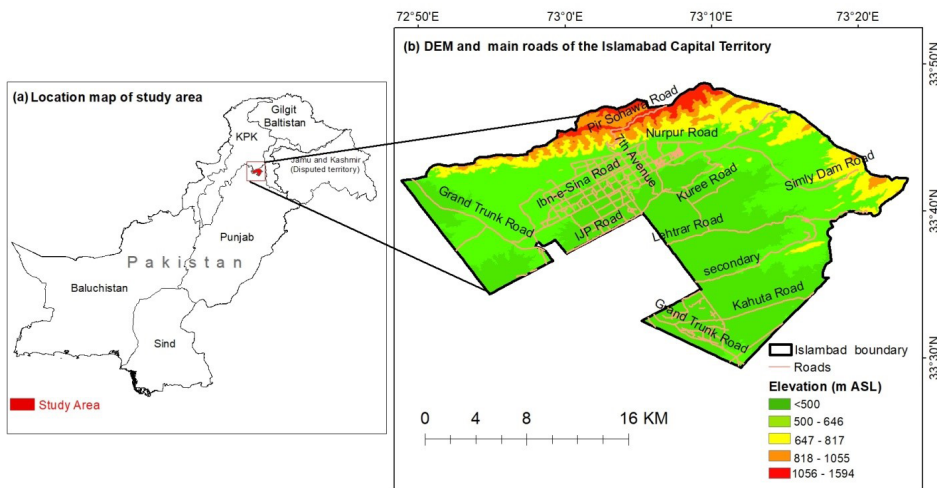 (a) Location map of study area
Gilgit
Baltistan
KPK
Jamu and Kashmir
(Disputed territory)
Punjab
Pakistan
Baluchistan
Sind
Study Area
72°50'E
73°0'E
73°10'E
73°20'E
(b) DEM and main roads of the Islamabad Capital Territory
33°50'N
33°40'N
33°30'N
Pir Sohawa Road
Nurpur Road
7th Avenue
Ibn-e-Sina Road
Grand Trunk Road
IJP Road
Kuree Road
Simly Dam Road
Lehtrar Road
secondary
Kahuta Road
Grand Trunk Road
0 4 8 16 KM
Islambad boundary
Roads
Elevation (m ASL)
<500
500 - 646
647 - 817
818 - 1055
1056 - 1594